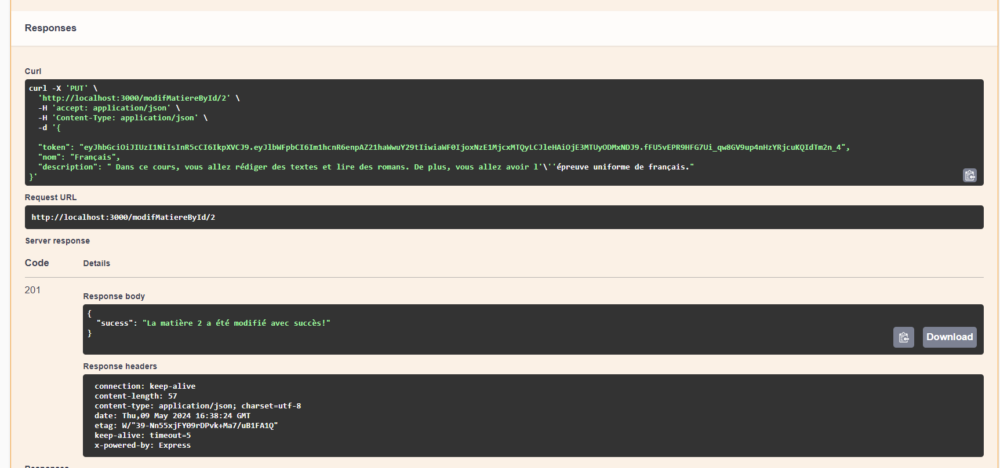 Responses
Curl
curl -X 'PUT' \
'http://localhost:3000/modifMatiereById/2' \
-H 'accept: application/json' \
-H 'Content-Type: application/json' \
-d '{
"token": "eyJhbGciOiJIUzI1NiIsInR5cCI6IkpXVCJ9.eyJlbWFpbCI6Im1hcnR6enpAZ21haWwuY29tIiwiaWF0IjoxNzE1MjcxMTQyLCJleHAiOjE3MTUyODMxNDJ9.fFU5vEPR9HFG7Ui_qw8GV9up4nHzYRjcuKQIdTm2n_4",
"nom": "Français",
"description": " Dans ce cours, vous allez rédiger des textes et lire des romans. De plus, vous allez avoir l'\''épreuve uniforme de français."
}'
Request URL
http://localhost:3000/modifMatiereById/2
Server response
Code Details
201
Response body
{
"sucess": "La matière 2 a été modifié avec succès!"
}
Download
Response headers
connection: keep-alive
content-length: 57
content-type: application/json; charset=utf-8
date: Thu,09 May 2024 16:38:24 GMT
etag: W/"39-Nn55xjFY09rDPvk+Ma7/uB1FA1Q"
keep-alive: timeout=5
x-powered-by: Express
Responses